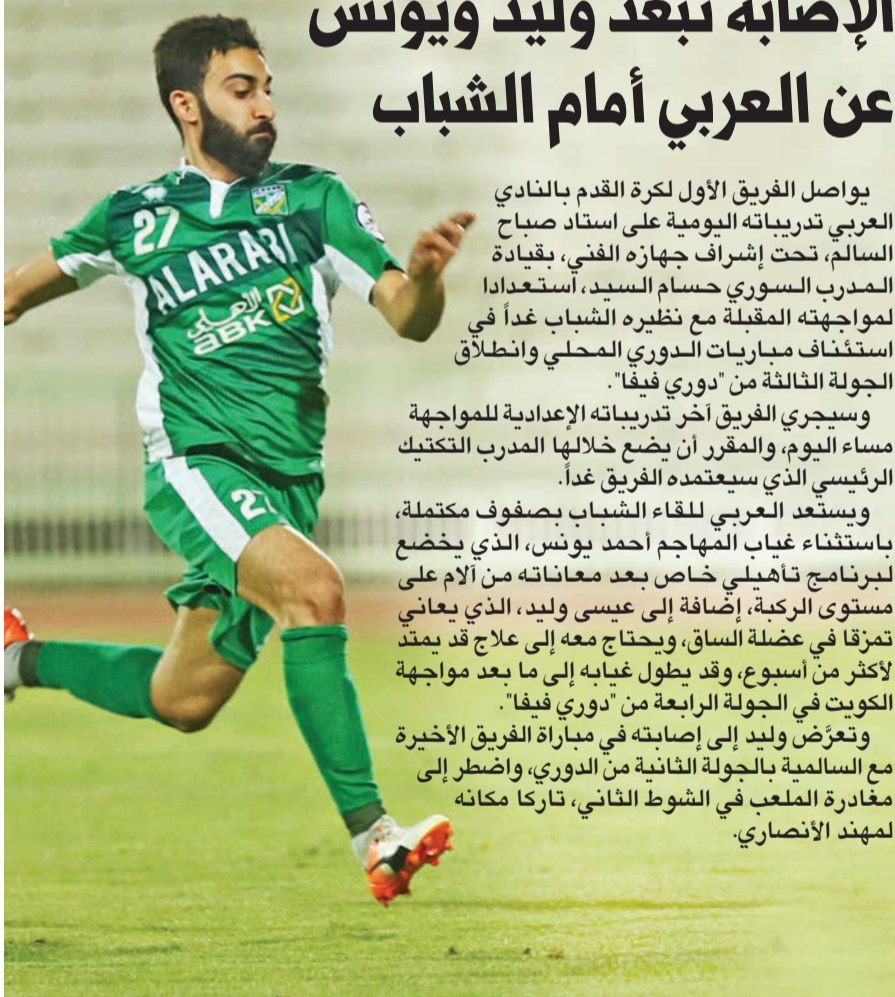 الإصابة تبعد وليد ويونس
عن العربي أمام الشباب
يواصل الفريق الأول لكرة القدم بالنادي
العربي تدريباته اليومية على استاد صباح
السالم، تحت إشراف جهازه الفني، بقيادة
المدرب السوري حسام السيد، استعدادا
لمواجهته المقبلة مع نظيره الشباب غداً في
استئناف مباريات الدوري المحلي وانطلاق
الجولة الثالثة من "دوري فيفا".
وسيجري الفريق آخر تدريباته الإعدادية للمواجهة
مساء اليوم، والمقرر أن يضع خلالها المدرب التكتيك
الرئيسي الذي سيعتمده الفريق غداً.
ويستعد العربي للقاء الشباب بصفوف مكتملة،
باستثناء غياب المهاجم أحمد يونس، الذي يخضع
لبرنامج تأهيلي خاص بعد معاناته من آلام على
مستوى الركبة، إضافة إلى عيسى وليد، الذي يعاني
تمزقا في عضلة الساق، ويحتاج معه إلى علاج قد يمتد
لأكثر من أسبوع، وقد يطول غيابه إلى ما بعد مواجهة
الكويت في الجولة الرابعة من "دوري فيفا".
وتعرَّض وليد إلى إصابته في مباراة الفريق الأخيرة
مع السالمية بالجولة الثانية من الدوري، واضطر إلى
مغادرة الملعب في الشوط الثاني، تاركا مكانه
لمهند الأنصاري.
27
ALARABI
الأهلي
ABK
27